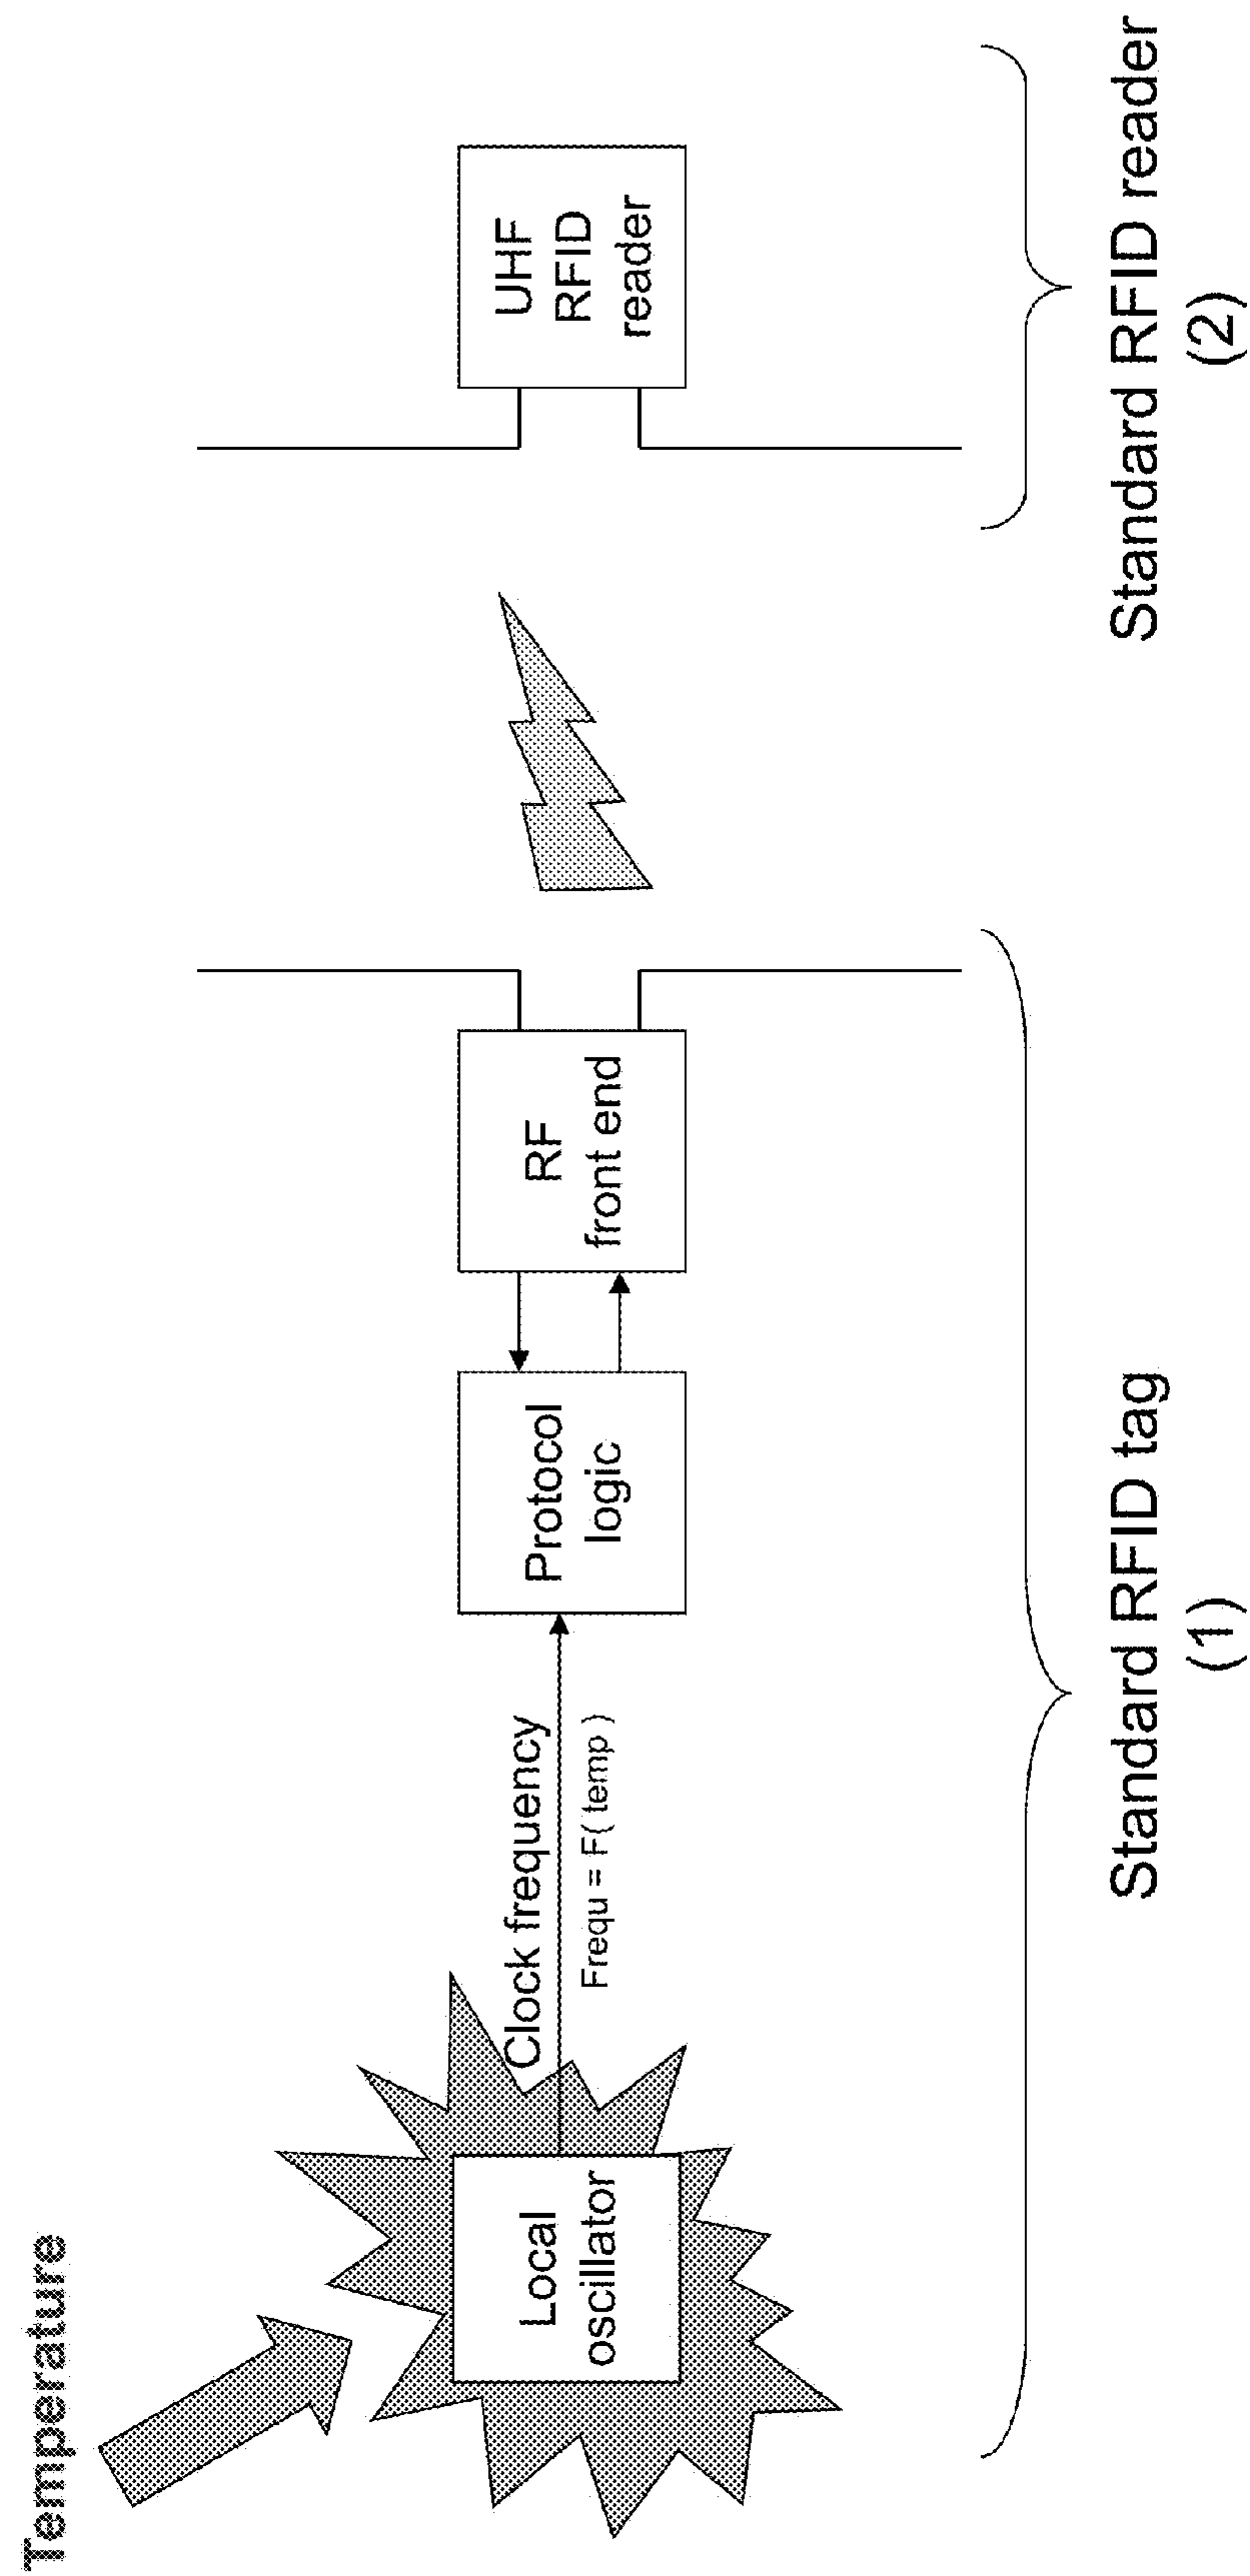 Temperature
Local
oscillator
Clock frequency
Frequ = F( temp )
Protocol
logic
RF
front end
UHF
RFID
reader
Standard RFID tag
(1)
Standard RFID reader
(2)